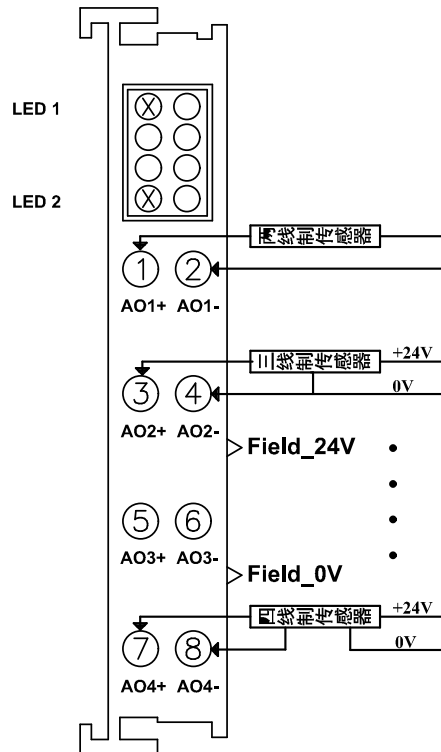 LED 1
LED 2
两线制传感器
1 2
AO1+ AO1-
三线制传感器
+24V
0V
3 4
AO2+ AO2-
Field_24V
5 6
AO3+ AO3-
Field_0V
四线制传感器
+24V
0V
7 8
AO4+ AO4-